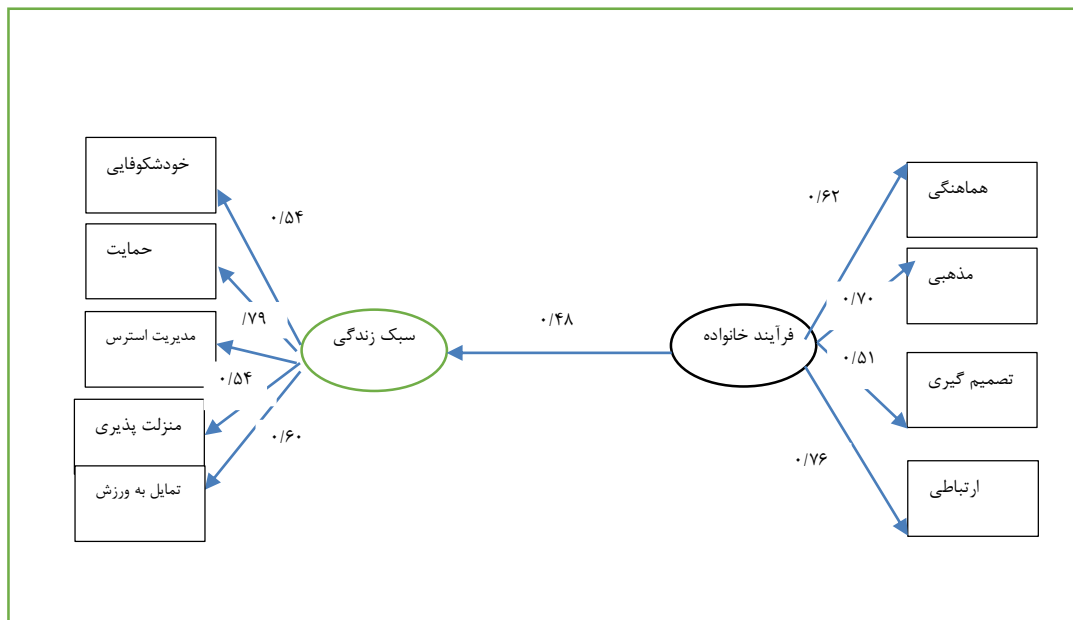 خودشکوفایی
هماهنگی
۰/۶۲
۰/۵۴
حمایت
مذهبی
۰/۷۰
/۷۹
۰/۴۸
سبک زندگی
فرآیند خانواده
مدیریت استرس
۰/۵۱
تصمیم گیری
۰/۵۴
منزلت پذیری
۰/۶۰
۰/۷۶
تمایل به ورزش
ارتباطی